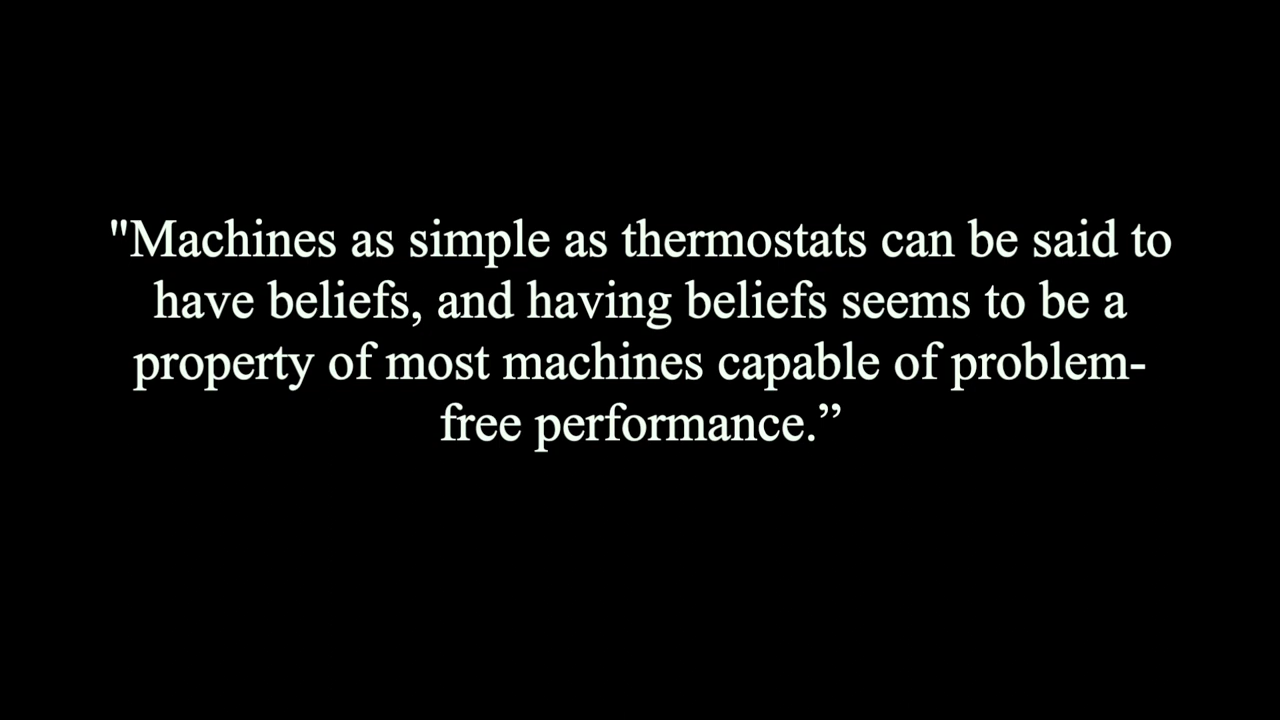 "Machines as simple as thermostats can be said to
have beliefs, and having beliefs seems to be a
property of most machines capable of problem-
free performance.”